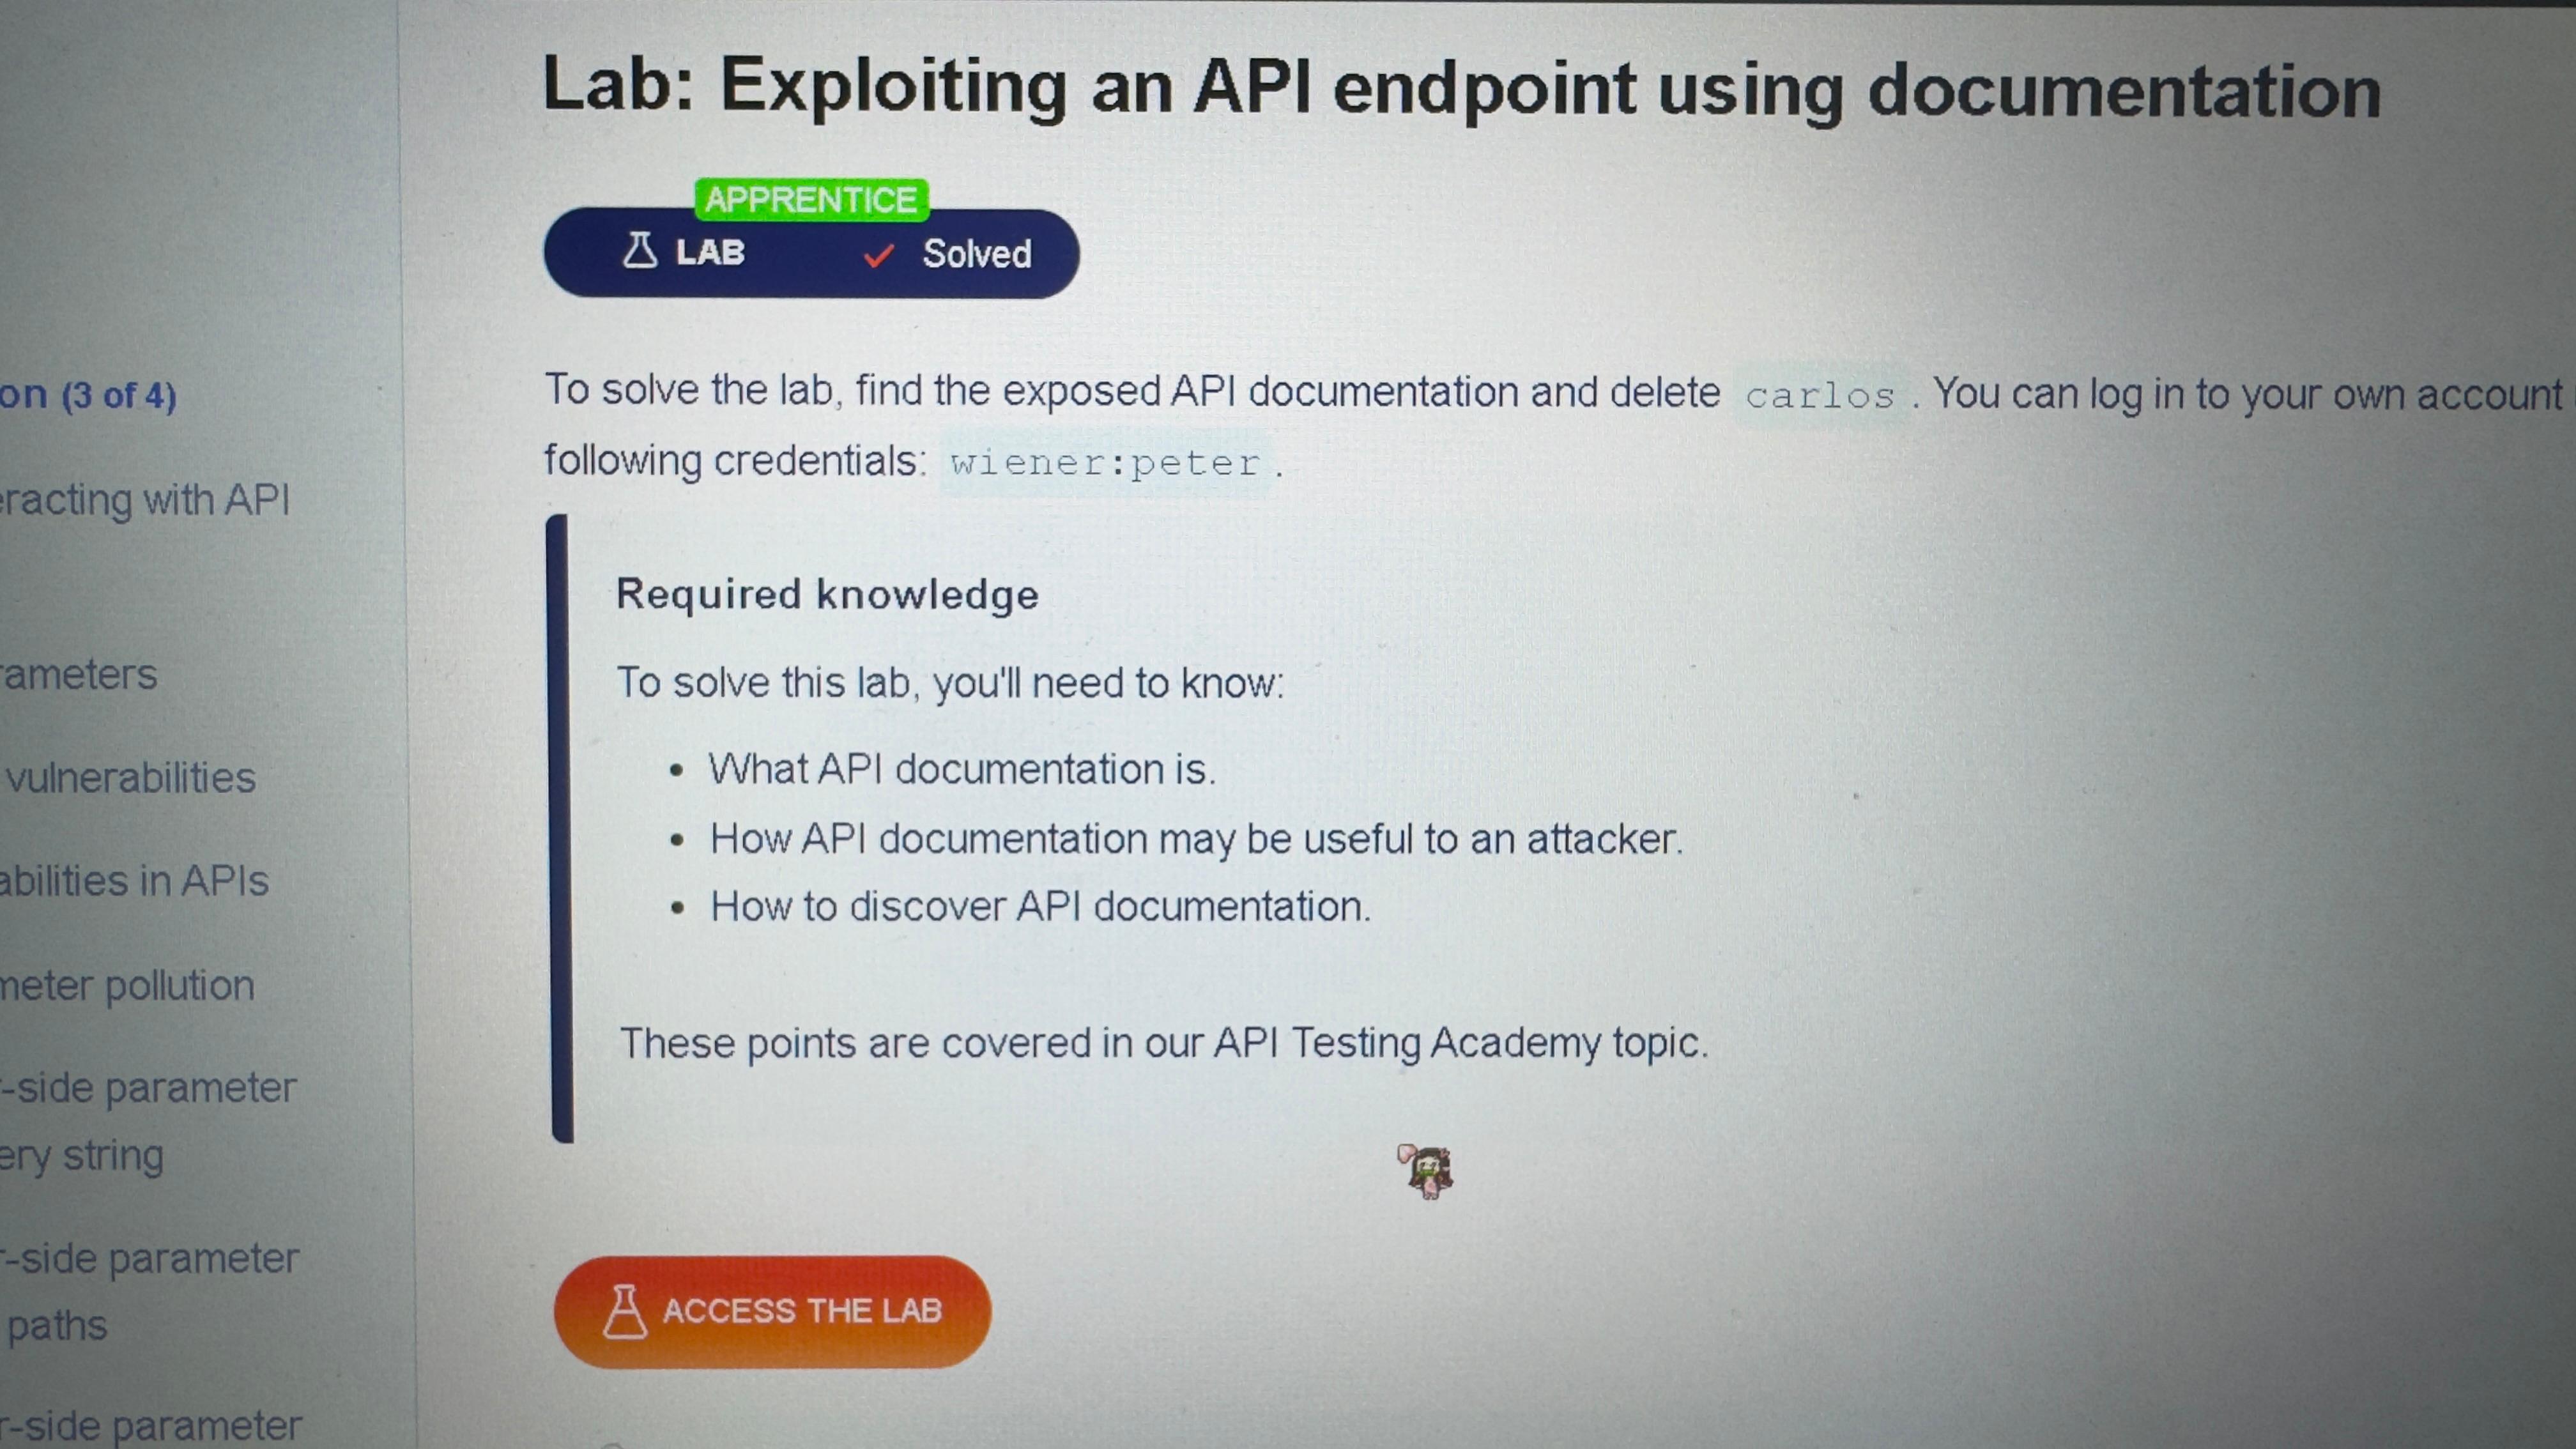 Lab: Exploiting an API endpoint using documentation
APPRENTICE
LAB Solved
To solve the lab, find the exposed API documentation and delete carlos . You can log in to your own account
following credentials: wiener:peter .
Required knowledge
To solve this lab, you'll need to know:
• What API documentation is.
• How API documentation may be useful to an attacker.
• How to discover API documentation.
These points are covered in our API Testing Academy topic.
ACCESS THE LAB
on (3 of 4)
eracting with API
rameters
vulnerabilities
abilities in APIs
meter pollution
-side parameter
ery string
r-side parameter
paths
r-side parameter